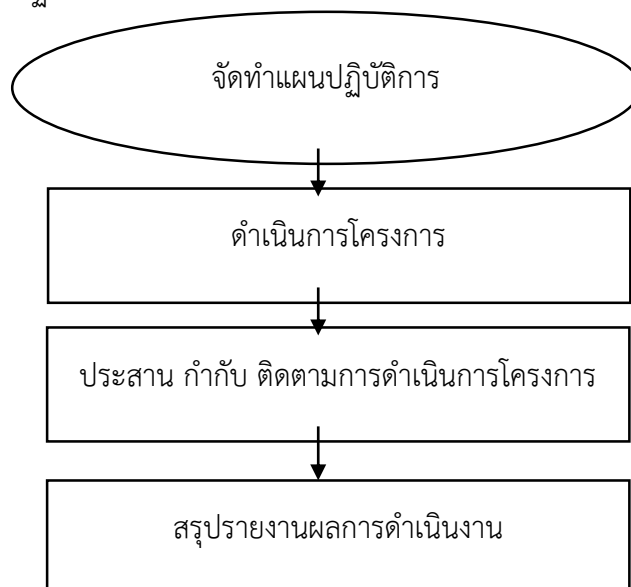 จัดทำแผนปฏิบัติการ
ดำเนินการโครงการ
ประสาน กำกับ ติดตามการดำเนินการโครงการ
สรุปรายงานผลการดำเนินงาน